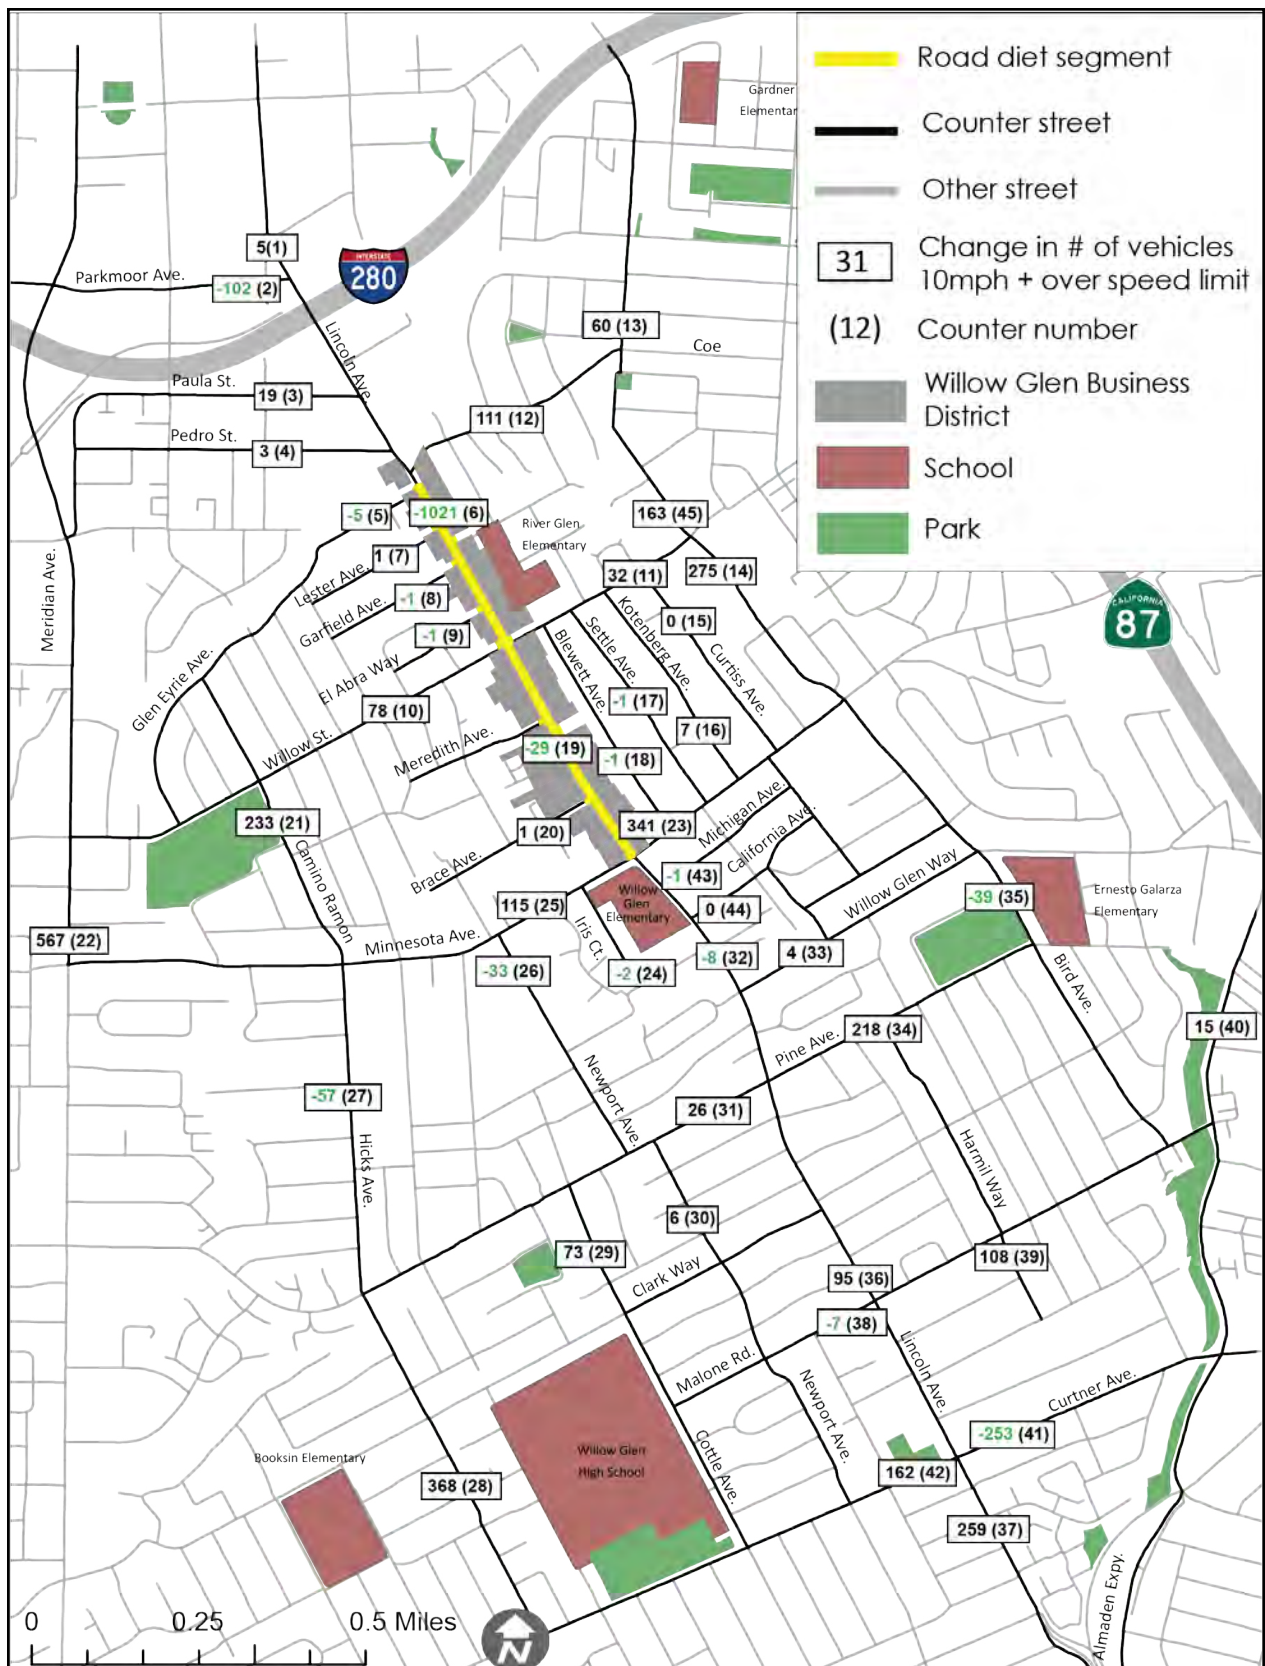 Road diet segment
Counter street
Other street
31
Change in # of vehicles
10mph + over speed limit
(12)
Counter number
Willow Glen Business
District
School
Park
Gardner
Elementar
5(1)
Parkmoor Ave.
-102 (2)
INTERSTATE
280
Lincoln Ave.
60 (13)
Coe
Paula St.
19 (3)
111 (12)
Pedro St.
3 (4)
-5 (5)
-1021 (6)
163 (45)
River Glen
Elementary
Meridian Ave.
1 (7)
Lester Ave.
32 (11)
275 (14)
-1 (8)
Garfield Ave.
Kotenberg Ave.
0 (15)
CALIFORNIA
87
-1 (9)
El Abra Way
Blewett Ave.
Settle Ave.
Curtiss Ave.
Glen Eyrie Ave.
78 (10)
-1 (17)
7 (16)
Willow St.
Meredith Ave.
-29 (19)
-1 (18)
233 (21)
1 (20)
341 (23)
Michigan Ave.
California Ave.
Camino Ramon
Brace Ave.
-1 (43)
Willow Glen Way
-39 (35)
Ernesto Galarza
Elementary
Willow
Glen
Elementary
115 (25)
Iris Ct.
0 (44)
567 (22)
Minnesota Ave.
-33 (26)
-2 (24)
-8 (32)
4 (33)
Bird Ave.
15 (40)
218 (34)
Pine Ave.
-57 (27)
Newport Ave.
26 (31)
Hicks Ave.
Harmil Way
6 (30)
73 (29)
Clark Way
108 (39)
95 (36)
-7 (38)
Lincoln Ave.
Malone Rd.
Newport Ave.
Curtner Ave.
-253 (41)
Cottle Ave.
Booksin Elementary
Willow Glen
High School
162 (42)
368 (28)
259 (37)
Almaden Expy.
0
0.25
0.5 Miles
N